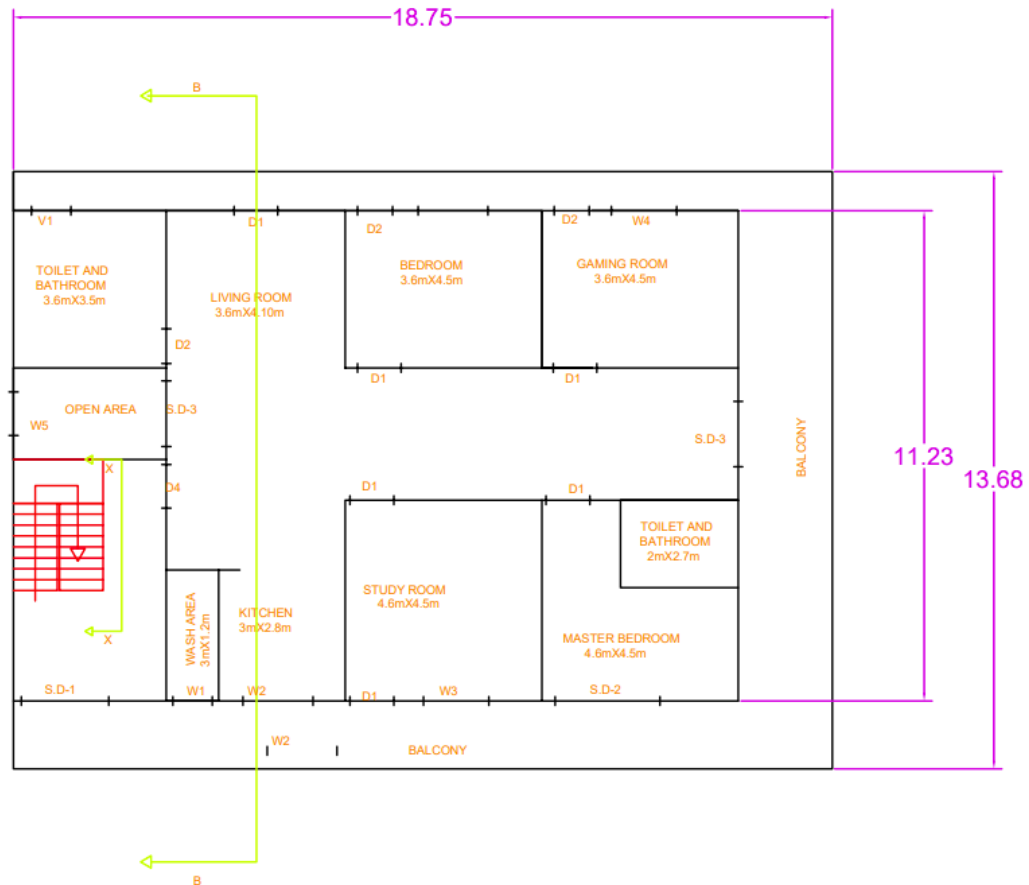 18.75
B
V1
D1
D2
D2
W4
TOILET AND
BATHROOM
3.6mX3.5m
LIVING ROOM
3.6mX4.10m
BEDROOM
3.6mX4.5m
GAMING ROOM
3.6mX4.5m
D2
D1
D1
OPEN AREA
S.D-3
W5
S.D-3
BALCONY
11.23
13.68
X
D4
D1
D1
TOILET AND
BATHROOM
2mX2.7m
STUDY ROOM
4.6mX4.5m
WASH AREA
3mX1.2m
KITCHEN
3mX2.8m
MASTER BEDROOM
4.6mX4.5m
X
S.D-1
W1
W2
D1
W3
S.D-2
W2
BALCONY
B